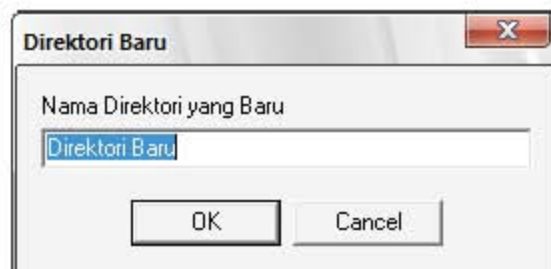 Direktori Baru
Nama Direktori yang Baru
Direktori Baru
OK
Cancel